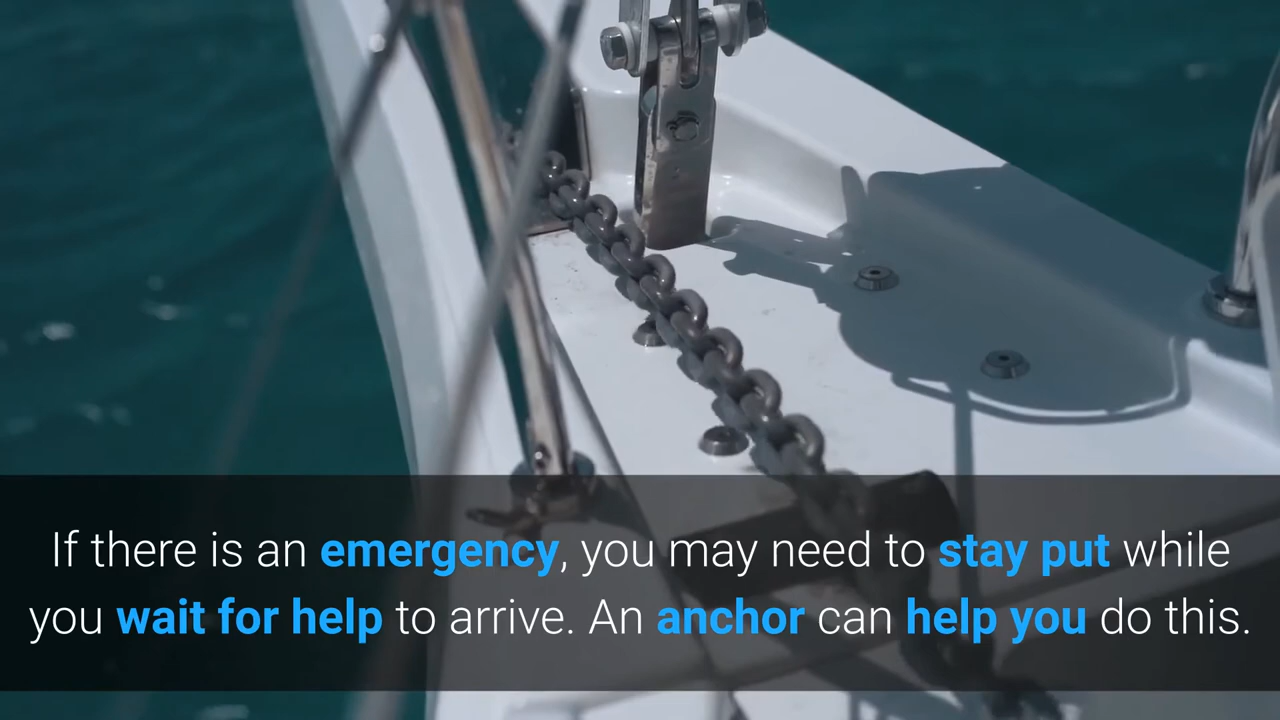 If there is an emergency, you may need to stay put while
you wait for help to arrive. An anchor can help you do this.